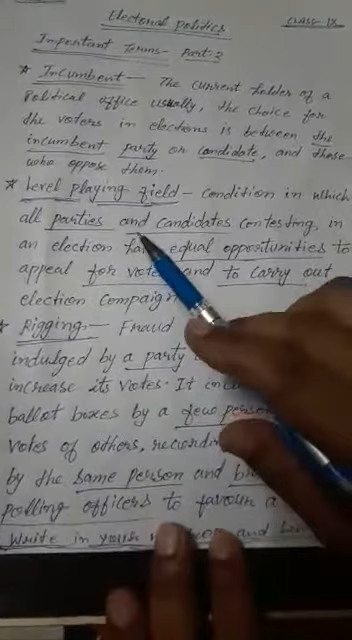 Electoral politics
CLASS-IX
Important Terms- Part-2
* Incumbent- The current holder of a
Political office usually, the choice for
the voters in elections is between the
incumbent party or candidate, and those
who oppose them.
* Level playing field - Condition in which
all parties and candidates contesting, in
an election have equal opportunities to
appeal for votes and to carry out
election campaign
* Rigging- Fraud
indulged by a party
increase its votes. It
ballot boxes by a few
votes of others,
by the same person and
polling officers to favour a
Write in your and